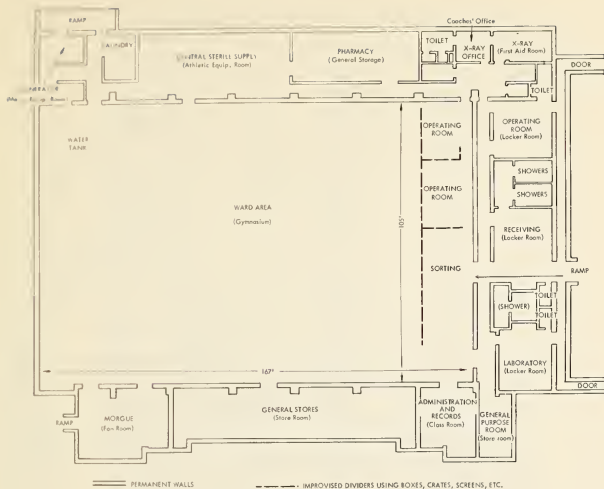 RAMP
Coaches' Office
TOILET
X-RAY
OFFICE
X-RAY
(First Aid Room)
DOOR
CENTRAL STERILE SUPPLY
(Athletic Equip. Room)
PHARMACY
(General Storage)
TOILET
WATER
TANK
OPERATING
ROOM
OPERATING
ROOM
(Locker Room)
SHOWERS
SHOWERS
OPERATING
ROOM
WARD AREA
(Gymnasium)
105'
RECEIVING
(Locker Room)
SORTING
RAMP
(SHOWER)
TOILET
TOILET
LABORATORY
(Locker Room)
167'
DOOR
RAMP
MORGUE
(Fan Room)
GENERAL STORES
(Store Room)
ADMINISTRATION
AND
RECORDS
(Class Room)
GENERAL
PURPOSE
ROOM
(Store room)
PERMANENT WALLS
IMPROVISED DIVIDERS USING BOXES, CRATES, SCREENS, ETC.